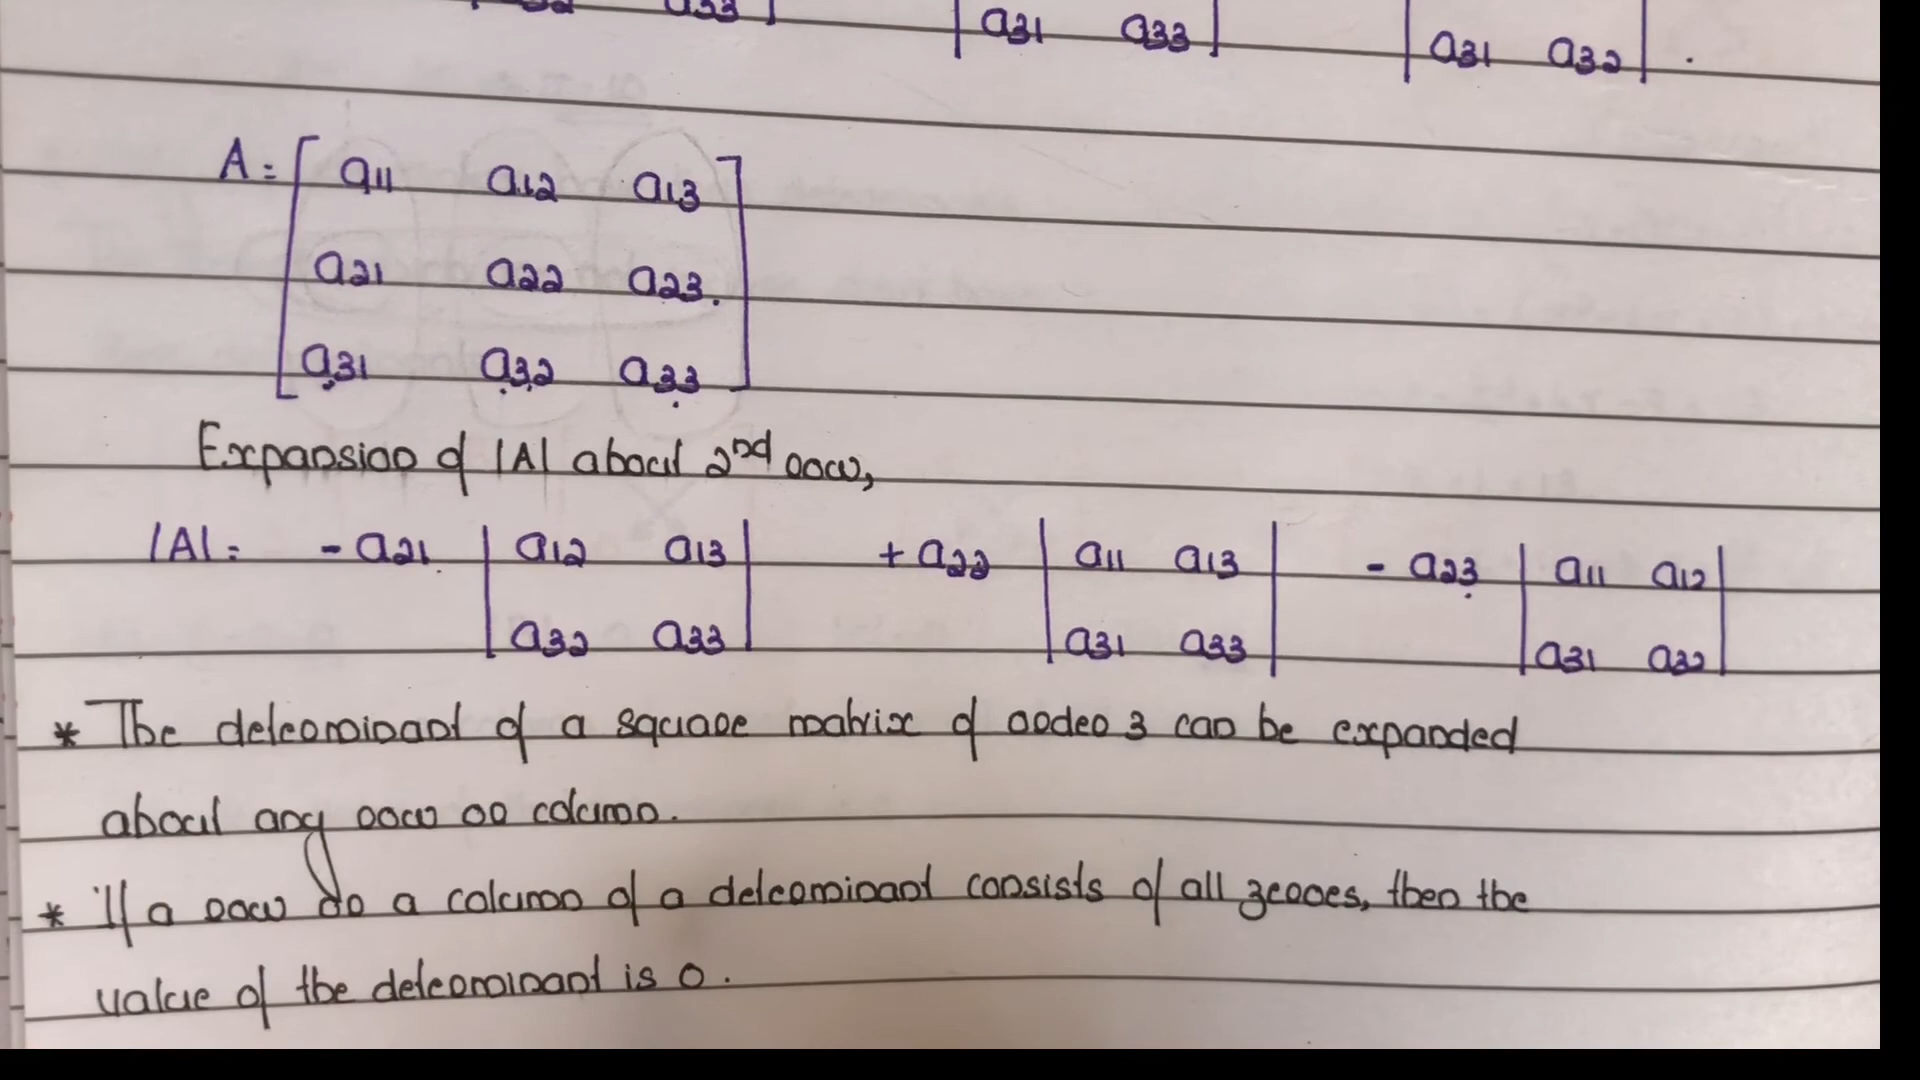 a32 a33 | | a31 a33 | | a31 a32 | .
A = [ a11 a12 a13
a21 a22 a23
a31 a32 a33 ]
Expansion of |A| about 2nd row,
|A| = - a21 | a12 a13 | + a22 | a11 a13 | - a23 | a11 a12 |
| a32 a33 | | a31 a33 | | a31 a32 |
* The determinant of a square matrix of order 3 can be expanded
about any row or column.
* If a row or a column of a determinant consists of all zeroes, then the
value of the determinant is 0.